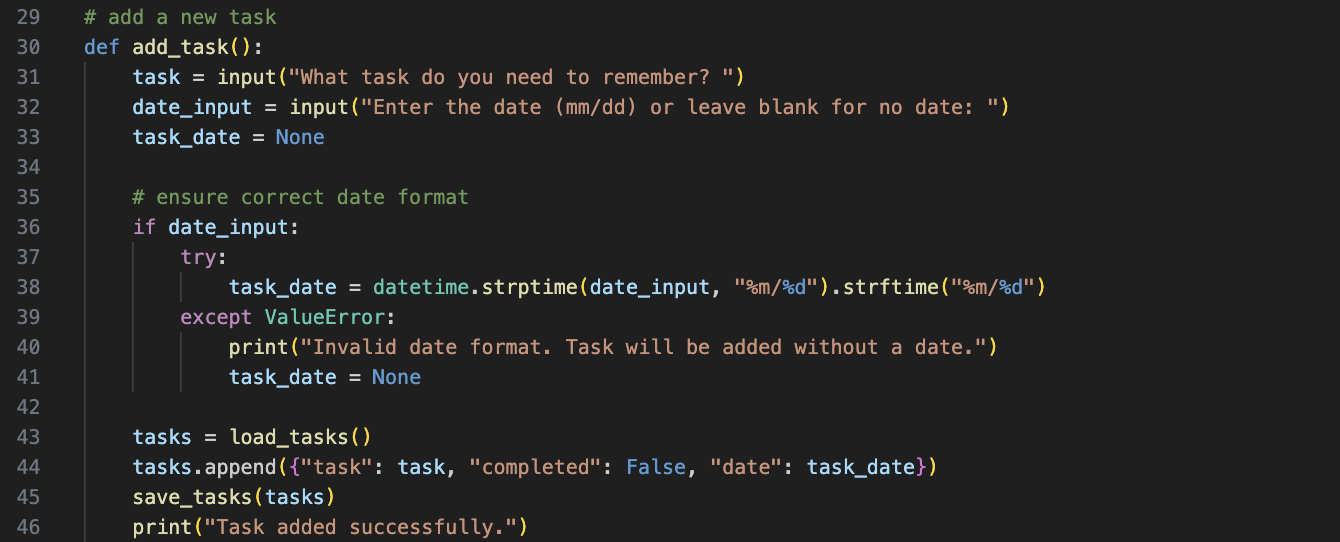 29 # add a new task
30 def add_task():
31     task = input("What task do you need to remember? ")
32     date_input = input("Enter the date (mm/dd) or leave blank for no date: ")
33     task_date = None
34
35     # ensure correct date format
36     if date_input:
37         try:
38             task_date = datetime.strptime(date_input, "%m/%d").strftime("%m/%d")
39         except ValueError:
40             print("Invalid date format. Task will be added without a date.")
41             task_date = None
42
43     tasks = load_tasks()
44     tasks.append({"task": task, "completed": False, "date": task_date})
45     save_tasks(tasks)
46     print("Task added successfully.")